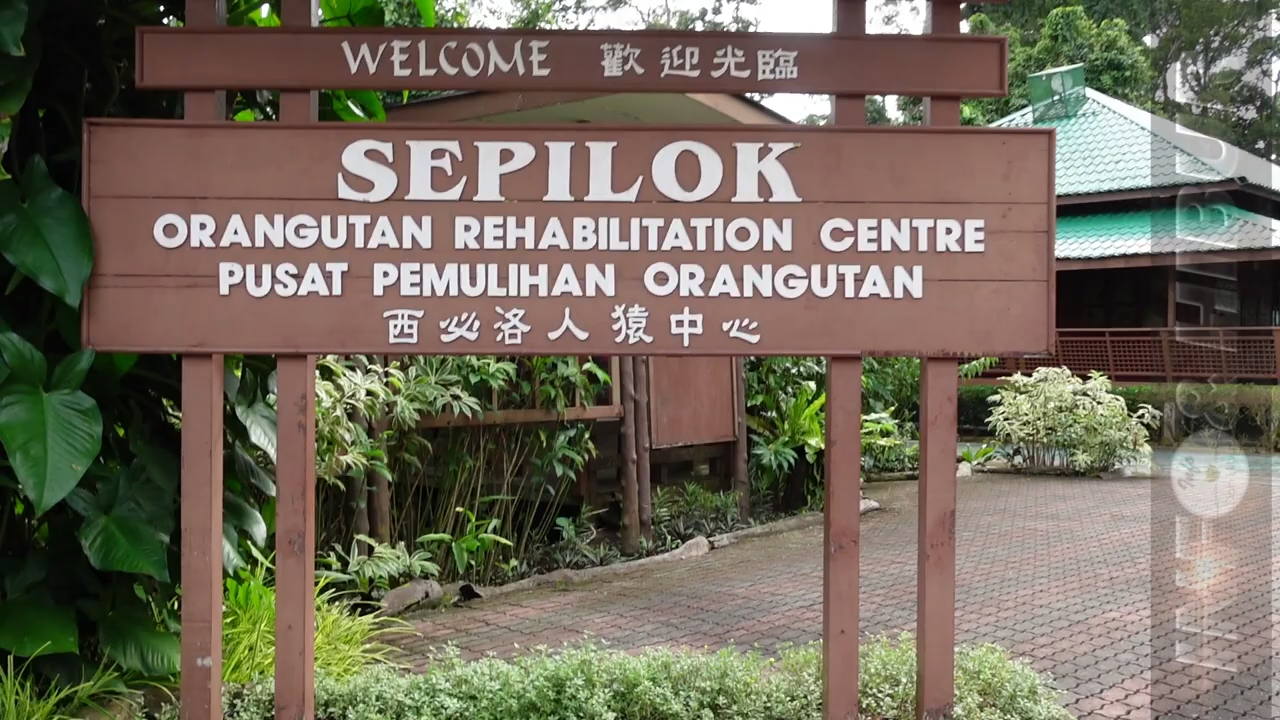 WELCOME 歡迎光臨
SEPILOK
ORANGUTAN REHABILITATION CENTRE
PUSAT PEMULIHAN ORANGUTAN
西必洛人猿中心